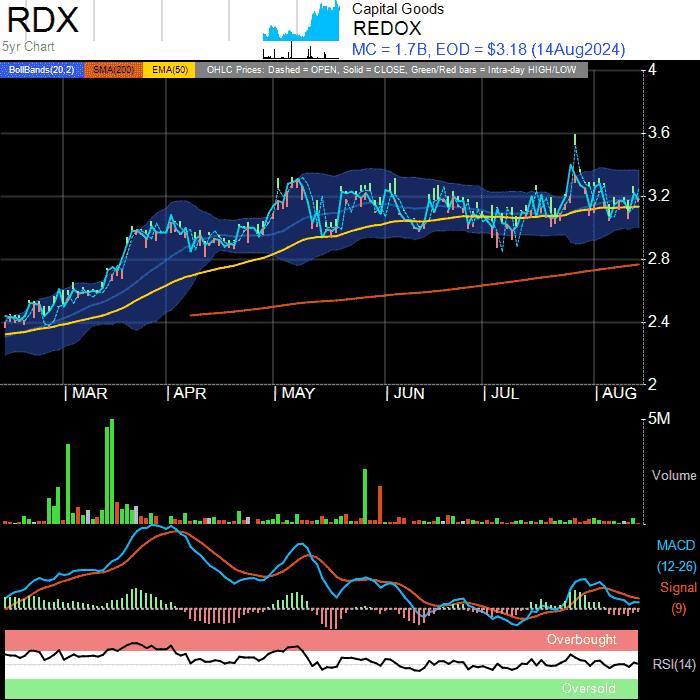 RDX
5yr Chart
Capital Goods
REDOX
MC = 1.7B, EOD = $3.18 (14Aug2024)
BollBands(20,2) SMA(200) EMA(50) OHLC Prices: Dashed = OPEN, Solid = CLOSE, Green/Red bars = Intra-day HIGH/LOW
4
3.6
3.2
2.8
2.4
2
| MAR | APR | MAY | JUN | JUL | AUG
5M
Volume
MACD
(12-26)
Signal
(9)
Overbought
RSI(14)
Oversold